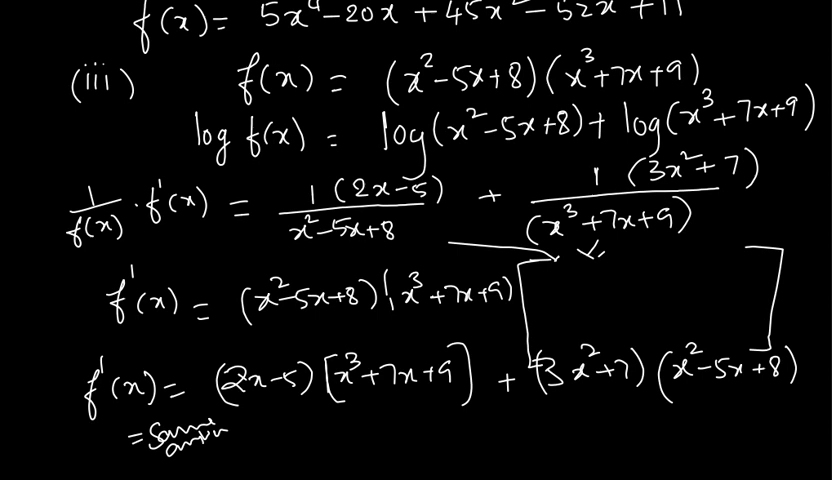 f'(x) = 5x⁴ - 20x³ + 45x² - 52x + 11
(iii) f(x) = (x² - 5x + 8) (x³ + 7x + 9)
log f(x) = log(x² - 5x + 8) + log(x³ + 7x + 9)
1/f(x) · f'(x) = 1 (2x - 5) / x² - 5x + 8 + 1 (3x² + 7) / (x³ + 7x + 9)
f'(x) = (x² - 5x + 8) (x³ + 7x + 9) [ ]
f'(x) = (2x - 5) [x³ + 7x + 9] + (3x² + 7) (x² - 5x + 8)
= Same